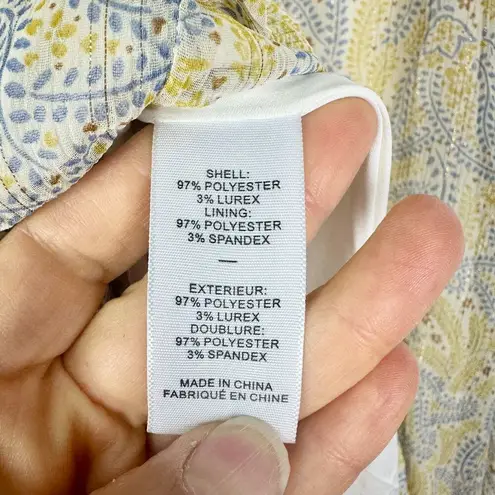 SHELL:
97% POLYESTER
3% LUREX
LINING:
97% POLYESTER
3% SPANDEX
—
EXTERIEUR:
97% POLYESTER
3% LUREX
DOUBLURE:
97% POLYESTER
3% SPANDEX
MADE IN CHINA
FABRIQUÉ EN CHINE